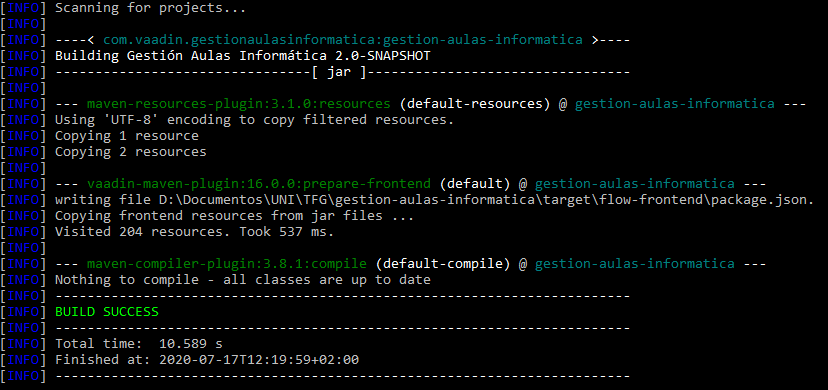 [INFO] Scanning for projects...
[INFO]
[INFO] ----< com.vaadin.gestionaulasinformatica:gestion-aulas-informatica >----
[INFO] Building Gestión Aulas Informática 2.0-SNAPSHOT
[INFO] --------------------------------[ jar ]---------------------------------
[INFO]
[INFO] --- maven-resources-plugin:3.1.0:resources (default-resources) @ gestion-aulas-informatica ---
[INFO] Using 'UTF-8' encoding to copy filtered resources.
[INFO] Copying 1 resource
[INFO] Copying 2 resources
[INFO]
[INFO] --- vaadin-maven-plugin:16.0.0:prepare-frontend (default) @ gestion-aulas-informatica ---
[INFO] writing file D:\Documentos\UNI\TFG\gestion-aulas-informatica\target\flow-frontend\package.json.
[INFO] Copying frontend resources from jar files ...
[INFO] Visited 204 resources. Took 537 ms.
[INFO]
[INFO] --- maven-compiler-plugin:3.8.1:compile (default-compile) @ gestion-aulas-informatica ---
[INFO] Nothing to compile - all classes are up to date
[INFO] ------------------------------------------------------------------------
[INFO] BUILD SUCCESS
[INFO] ------------------------------------------------------------------------
[INFO] Total time:  10.589 s
[INFO] Finished at: 2020-07-17T12:19:59+02:00
[INFO] ------------------------------------------------------------------------